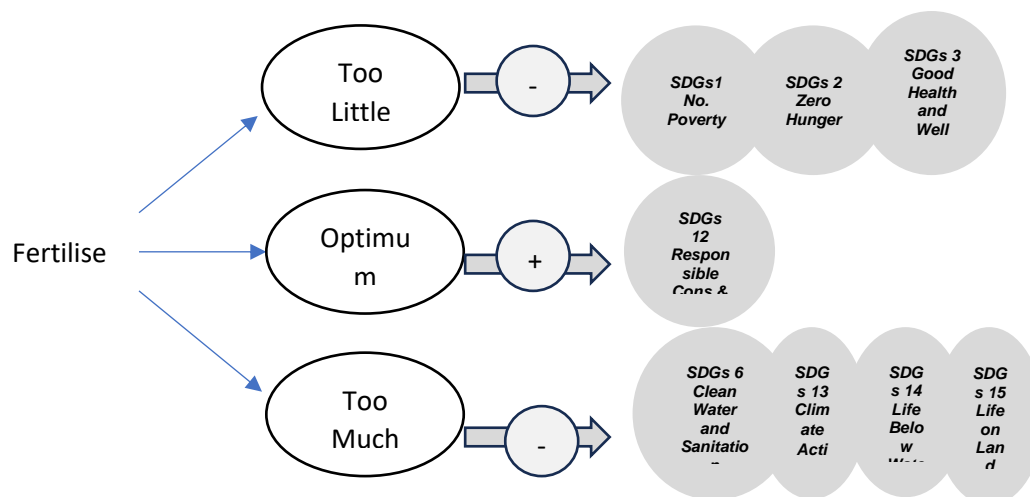 Too
Little
-
SDGs1
No.
Poverty
SDGs 2
Zero
Hunger
SDGs 3
Good
Health
and
Well
Fertilise
Optimu
m
+
SDGs
12
Respon
sible
Cons &
Too
Much
-
SDGs 6
Clean
Water
and
Sanitatio
SDG
s 13
Clim
ate
Acti
SDG
s 14
Life
Belo
w
SDG
s 15
Life
on
Lan
d